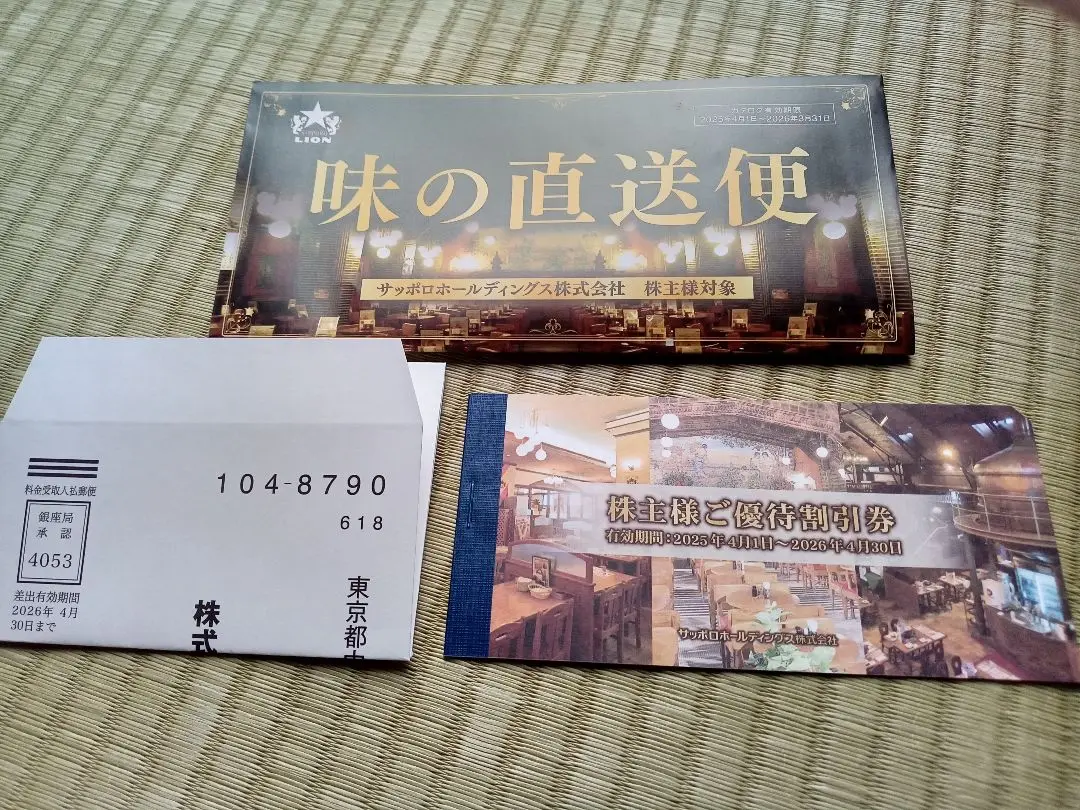 カタログ有効期限
2025年4月1日〜2026年3月31日
LION
味の直送便
サッポロホールディングス株式会社 株主様対象
料金受取人払郵便
銀座局
承認
4053
差出有効期間
2026年 4月
30日まで
104-8790
618
東京都中
株式
株主様ご優待割引券
有効期間：2025年4月1日〜2026年4月30日
サッポロホールディングス株式会社